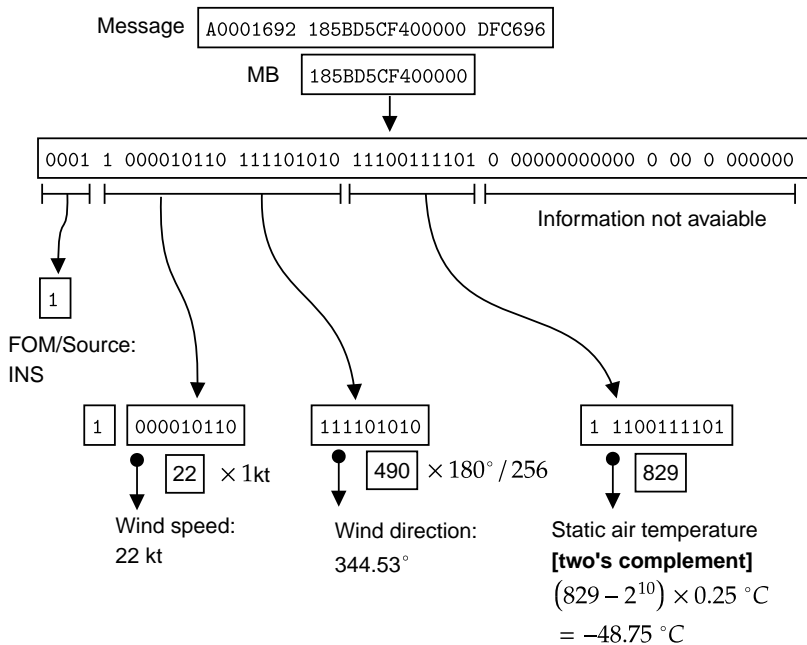 Message A0001692 185BD5CF400000 DFC696
MB 185BD5CF400000
0001 1 000010110 111101010 11100111101 0 00000000000 0 00 0 000000
Information not avaiable
1
FOM/Source:
INS
1 000010110 111101010 1 1100111101
22 × 1kt 490 × 180° / 256 829
Wind speed:
22 kt
Wind direction:
344.53°
Static air temperature
[two's complement]
(829 − 2¹⁰) × 0.25 °C
= −48.75 °C